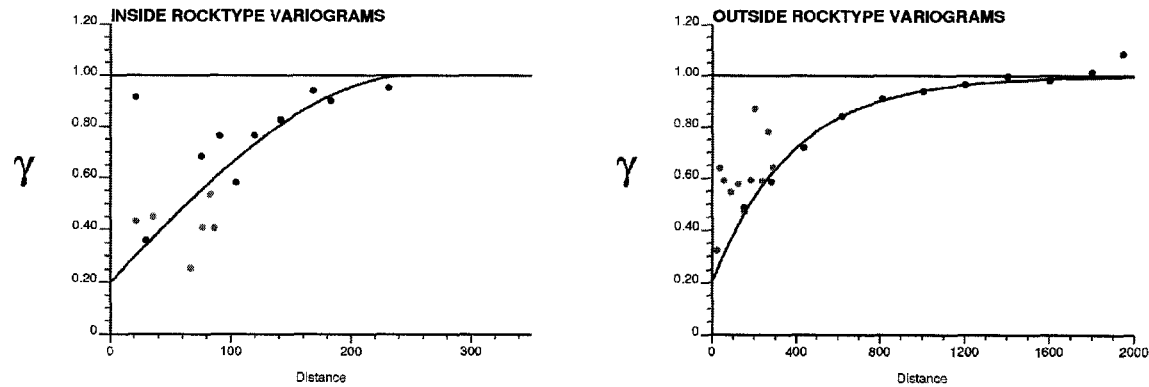 INSIDE ROCKTYPE VARIOGRAMS
1.20
1.00
0.80
γ
0.60
0.40
0.20
0
0 100 200 300
Distance
OUTSIDE ROCKTYPE VARIOGRAMS
1.20
1.00
0.80
γ
0.60
0.40
0.20
0
0 400 800 1200 1600 2000
Distance